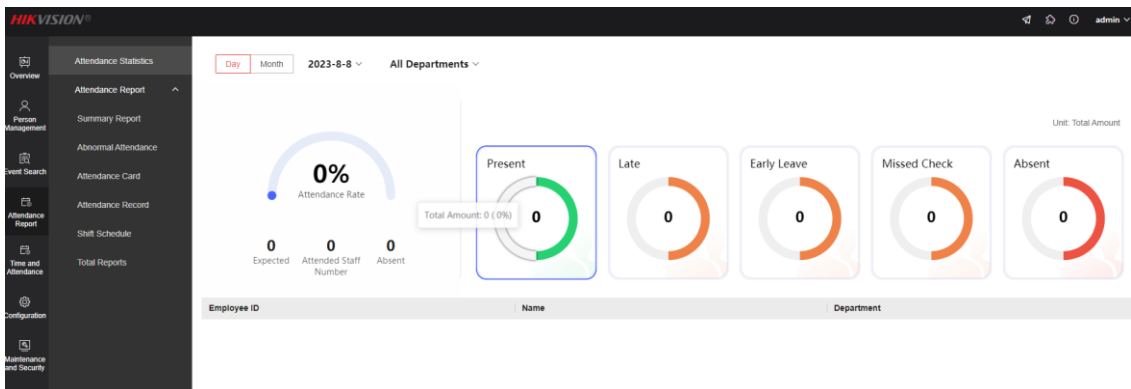 HIKVISION®
admin
Overview
Person
Management
Event Search
Attendance
Report
Time and
Attendance
Configuration
Maintenance
and Security
Attendance Statistics
Attendance Report
Summary Report
Abnormal Attendance
Attendance Card
Attendance Record
Shift Schedule
Total Reports
Day Month 2023-8-8 All Departments
Unit: Total Amount
0%
Attendance Rate
0 0 0
Expected Attended Staff Absent
Number
Total Amount: 0 ( 0%)
Present Late Early Leave Missed Check Absent
0 0 0 0 0
Employee ID Name Department